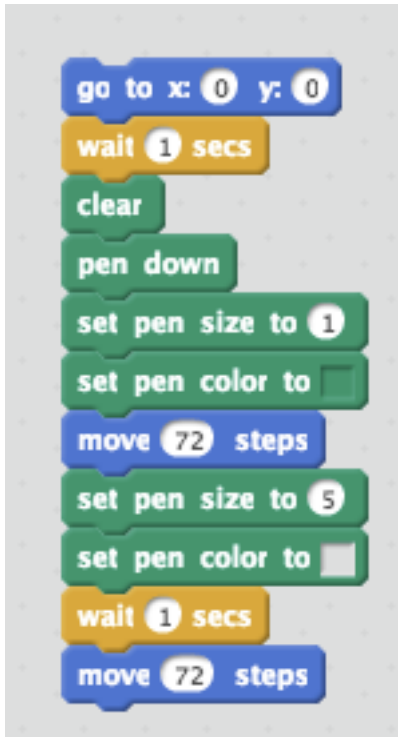 go to x: 0 y: 0
wait 1 secs
clear
pen down
set pen size to 1
set pen color to
move 72 steps
set pen size to 5
set pen color to
wait 1 secs
move 72 steps